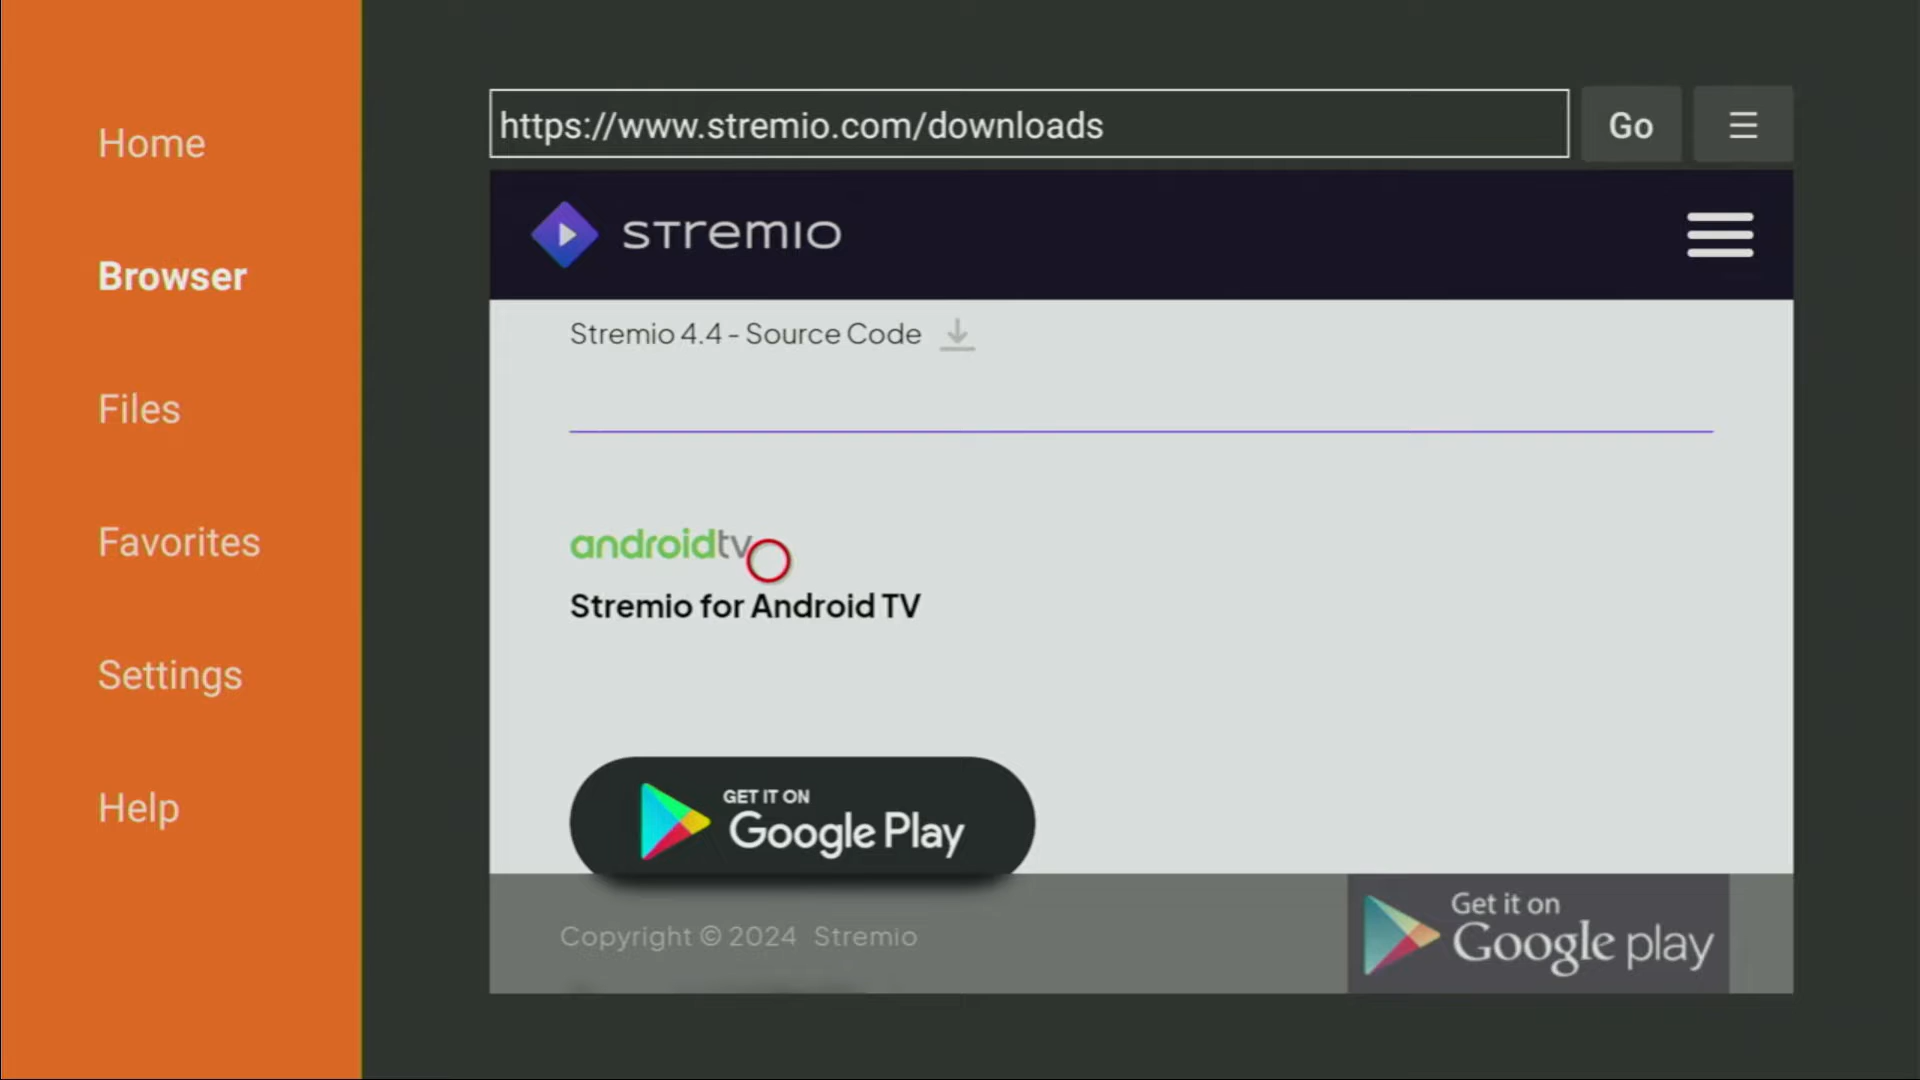 Home
Browser
Files
Favorites
Settings
Help
https://www.stremio.com/downloads
Go
stremio
Stremio 4.4 - Source Code
androidtv
Stremio for Android TV
GET IT ON
Google Play
Copyright © 2024 Stremio
Get it on
Google play